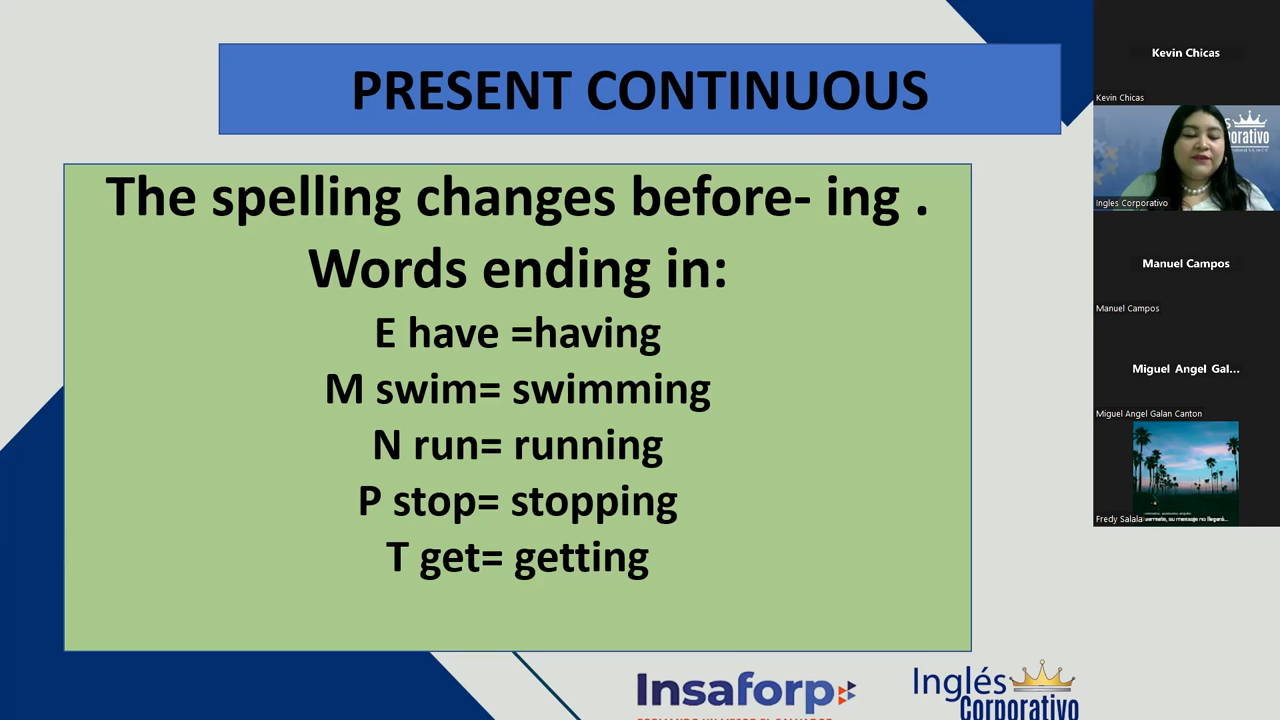 PRESENT CONTINUOUS
The spelling changes before- ing .
Words ending in:
E have =having
M swim= swimming
N run= running
P stop= stopping
T get= getting
Insaforp
Inglés
Corporativo
Kevin Chicas
Kevin Chicas
orativo
Ingles Corporativo
Manuel Campos
Manuel Campos
Miguel Angel Gal...
Miguel Angel Galan Canton
Fredy Salala